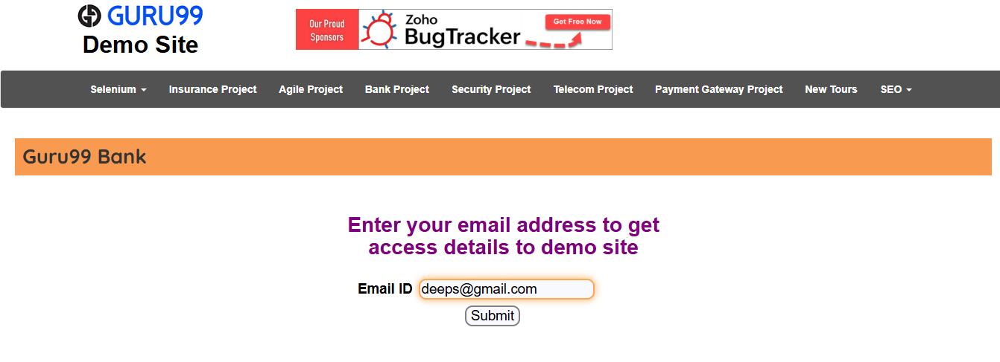 GURU99
Demo Site
Our Proud
Sponsors
Zoho
BugTracker
Get Free Now
Selenium Insurance Project Agile Project Bank Project Security Project Telecom Project Payment Gateway Project New Tours SEO
Guru99 Bank
Enter your email address to get
access details to demo site
Email ID deeps@gmail.com
Submit